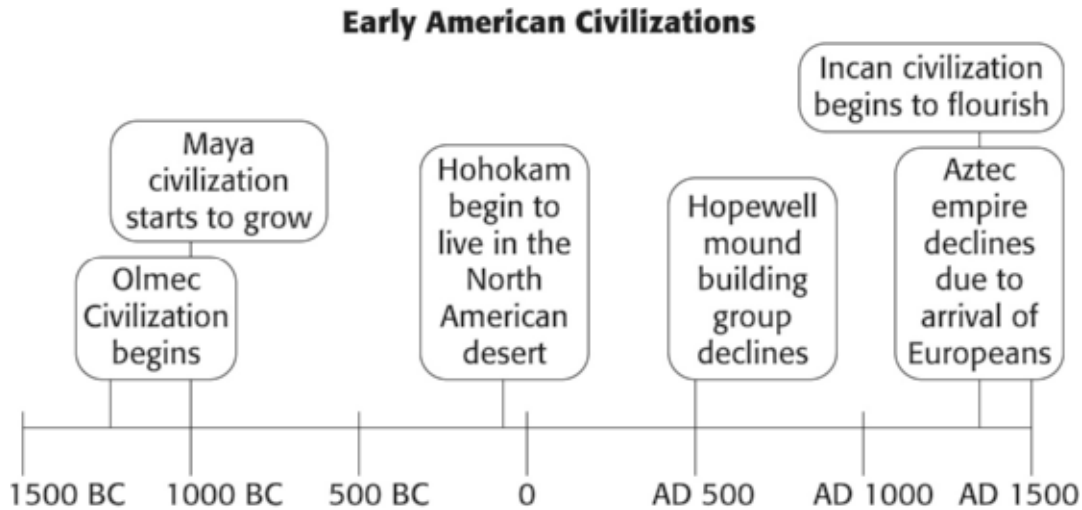 Early American Civilizations
Incan civilization
begins to flourish
Maya
civilization
starts to grow
Olmec
Civilization
begins
Hohokam
begin to
live in the
North
American
desert
Hopewell
mound
building
group
declines
Aztec
empire
declines
due to
arrival of
Europeans
1500 BC 1000 BC 500 BC 0 AD 500 AD 1000 AD 1500